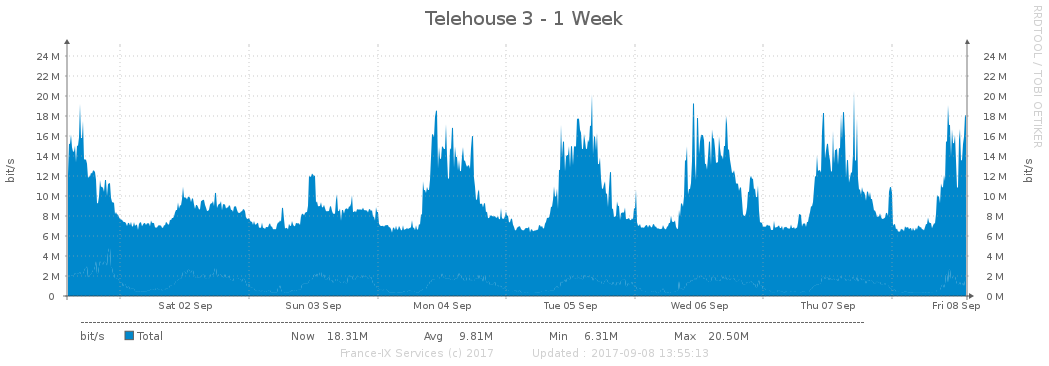 Telehouse 3 - 1 Week
RRDTOOL / TOBI OETIKER
bit/s
24 M 24 M
22 M 22 M
20 M 20 M
18 M 18 M
16 M 16 M
14 M 14 M
12 M 12 M
10 M 10 M
8 M 8 M
6 M 6 M
4 M 4 M
2 M 2 M
0 0 M
bit/s
Sat 02 Sep Sun 03 Sep Mon 04 Sep Tue 05 Sep Wed 06 Sep Thu 07 Sep Fri 08 Sep
bit/s Total Now 18.31M Avg 9.81M Min 6.31M Max 20.50M
France-IX Services (c) 2017 Updated : 2017-09-08 13:55:13